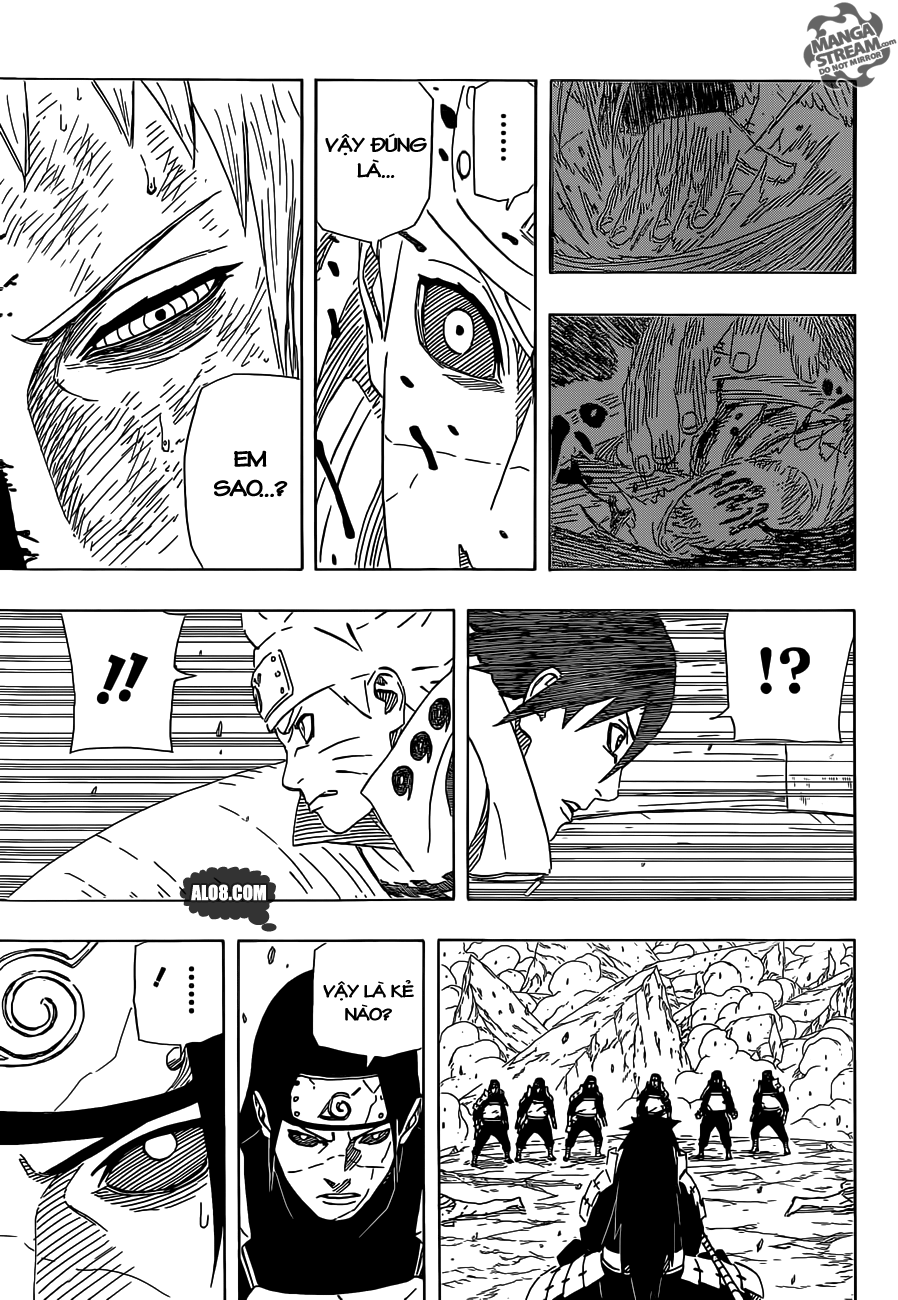 MANGA
STREAM.com
DO NOT MIRROR
......
VẬY ĐÚNG
LÀ...
EM
SAO...?
!?
!!
VẬY LÀ KẺ
NÀO?
......
!
ALO8.COM